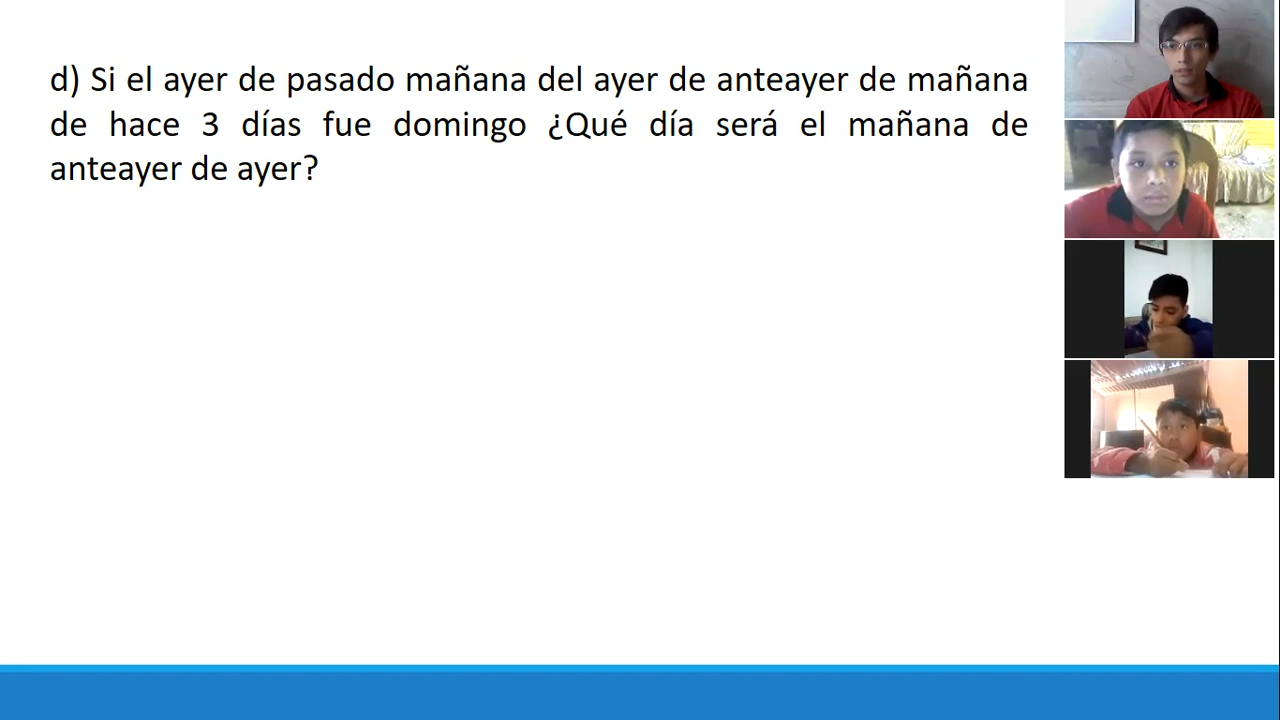 d) Si el ayer de pasado mañana del ayer de anteayer de mañana
de hace 3 días fue domingo ¿Qué día será el mañana de
anteayer de ayer?